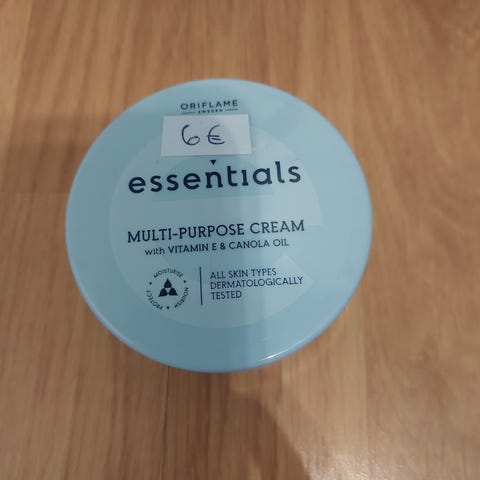 ORIFLAME
SWEDEN
6€
essentials
MULTI-PURPOSE CREAM
with VITAMIN E & CANOLA OIL
MOISTURISE
NOURISH
PROTECT
ALL SKIN TYPES
DERMATOLOGICALLY
TESTED